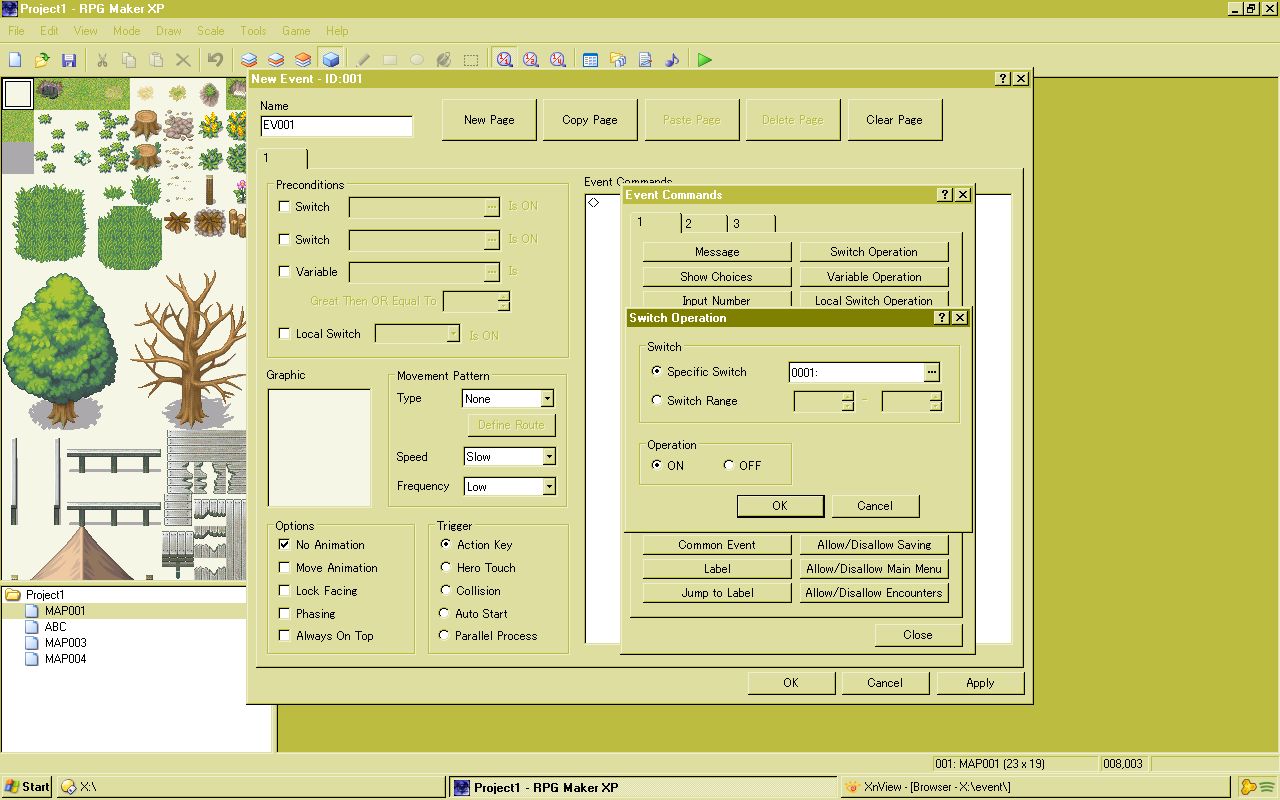 Project1 - RPG Maker XP
File Edit View Mode Draw Scale Tools Game Help
New Event - ID:001
Name
EV001
New Page
Copy Page
Paste Page
Delete Page
Clear Page
1
Preconditions
Switch Is ON
Switch Is ON
Variable Is
Great Then OR Equal To
Local Switch Is ON
Graphic
Movement Pattern
Type None
Define Route
Speed Slow
Frequency Low
Options
No Animation
Move Animation
Lock Facing
Phasing
Always On Top
Trigger
Action Key
Hero Touch
Collision
Auto Start
Parallel Process
Event Commands
Event Commands
1 2 3
Message Switch Operation
Show Choices Variable Operation
Input Number Local Switch Operation
Switch Operation
Switch
Specific Switch 0001:
Switch Range -
Operation
ON OFF
OK Cancel
Common Event Allow/Disallow Saving
Label Allow/Disallow Main Menu
Jump to Label Allow/Disallow Encounters
Close
OK Cancel Apply
Project1
MAP001
ABC
MAP003
MAP004
001: MAP001 (23 x 19) 008,003
Start X:\ Project1 - RPG Maker XP XnView - [Browser - X:\event\]